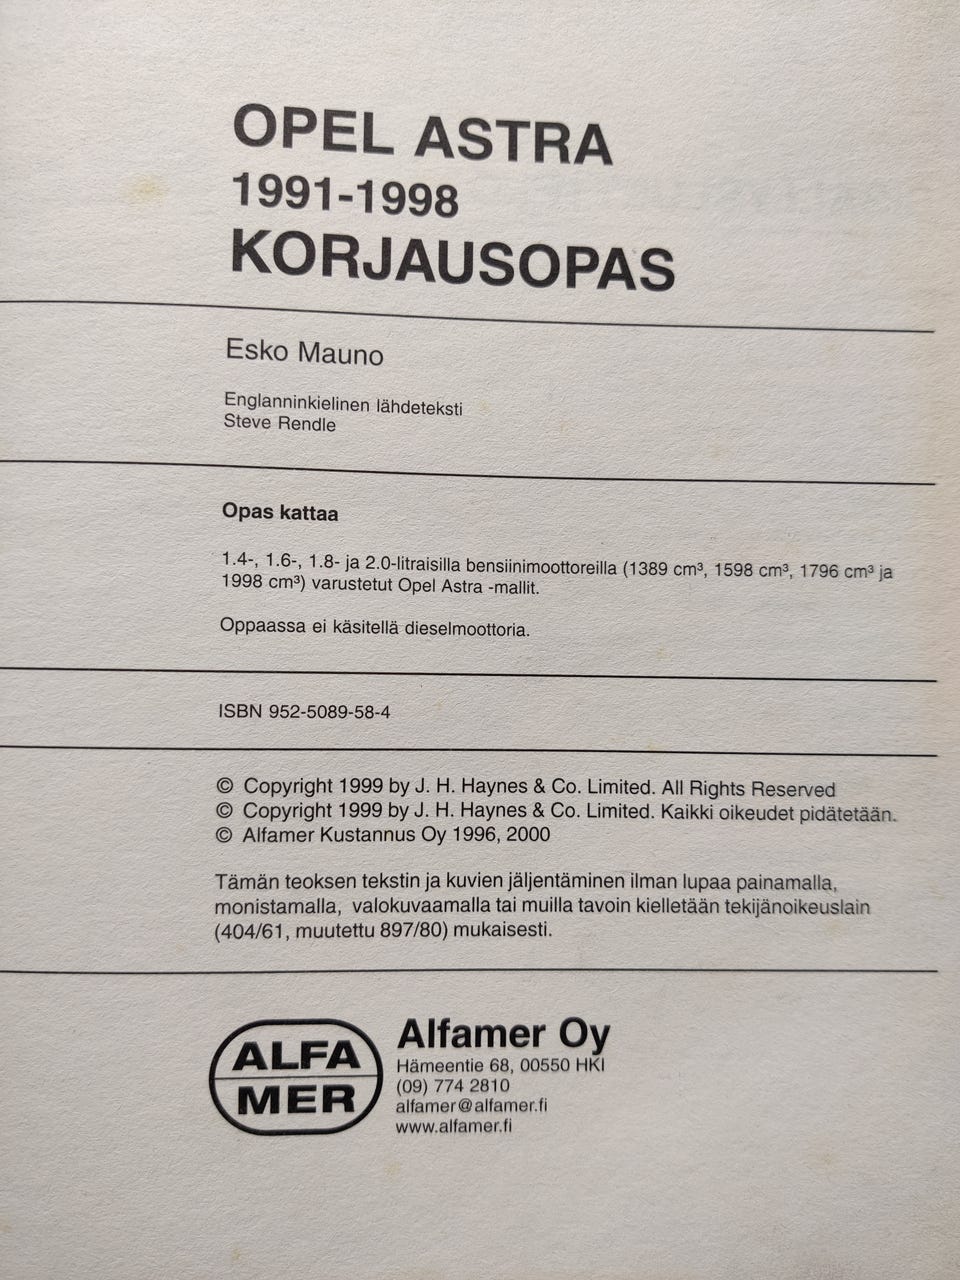 OPEL ASTRA
1991-1998
KORJAUSOPAS
Esko Mauno
Englanninkielinen lähdeteksti
Steve Rendle
Opas kattaa
1.4-, 1.6-, 1.8- ja 2.0-litraisilla bensiinimoottoreilla (1389 cm³, 1598 cm³, 1796 cm³ ja
1998 cm³) varustetut Opel Astra -mallit.
Oppaassa ei käsitellä dieselmoottoria.
ISBN 952-5089-58-4
© Copyright 1999 by J. H. Haynes & Co. Limited. All Rights Reserved
© Copyright 1999 by J. H. Haynes & Co. Limited. Kaikki oikeudet pidätetään.
© Alfamer Kustannus Oy 1996, 2000
Tämän teoksen tekstin ja kuvien jäljentäminen ilman lupaa painamalla,
monistamalla, valokuvaamalla tai muilla tavoin kielletään tekijänoikeuslain
(404/61, muutettu 897/80) mukaisesti.
ALFA
MER
Alfamer Oy
Hämeentie 68, 00550 HKI
(09) 774 2810
alfamer@alfamer.fi
www.alfamer.fi